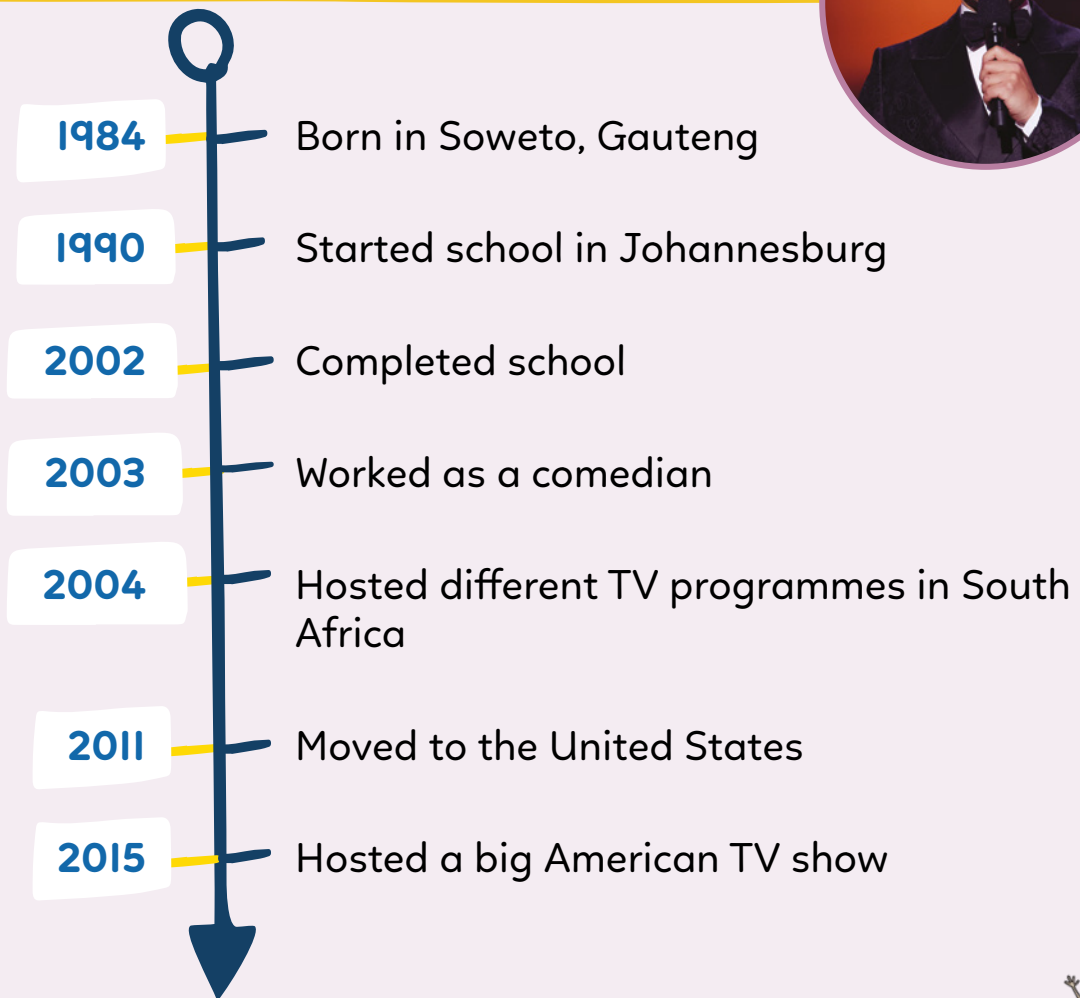 1984 Born in Soweto, Gauteng
1990 Started school in Johannesburg
2002 Completed school
2003 Worked as a comedian
2004 Hosted different TV programmes in South
Africa
2011 Moved to the United States
2015 Hosted a big American TV show